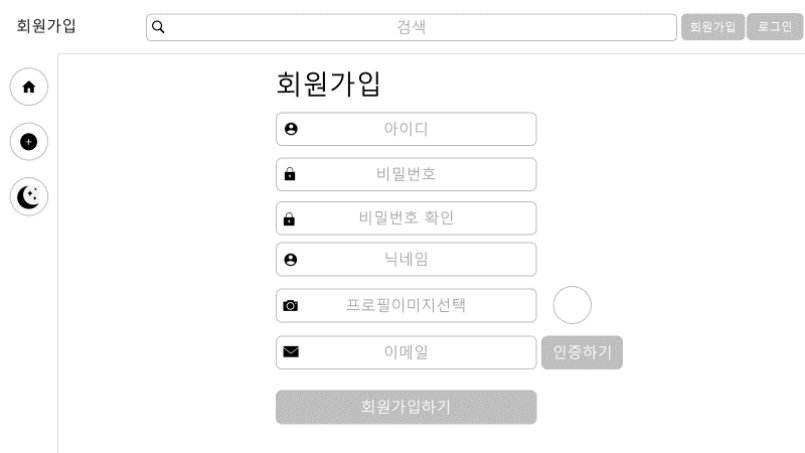 회원가입
검색
회원가입
로그인
회원가입
아이디
비밀번호
비밀번호 확인
닉네임
프로필이미지선택
이메일
인증하기
회원가입하기